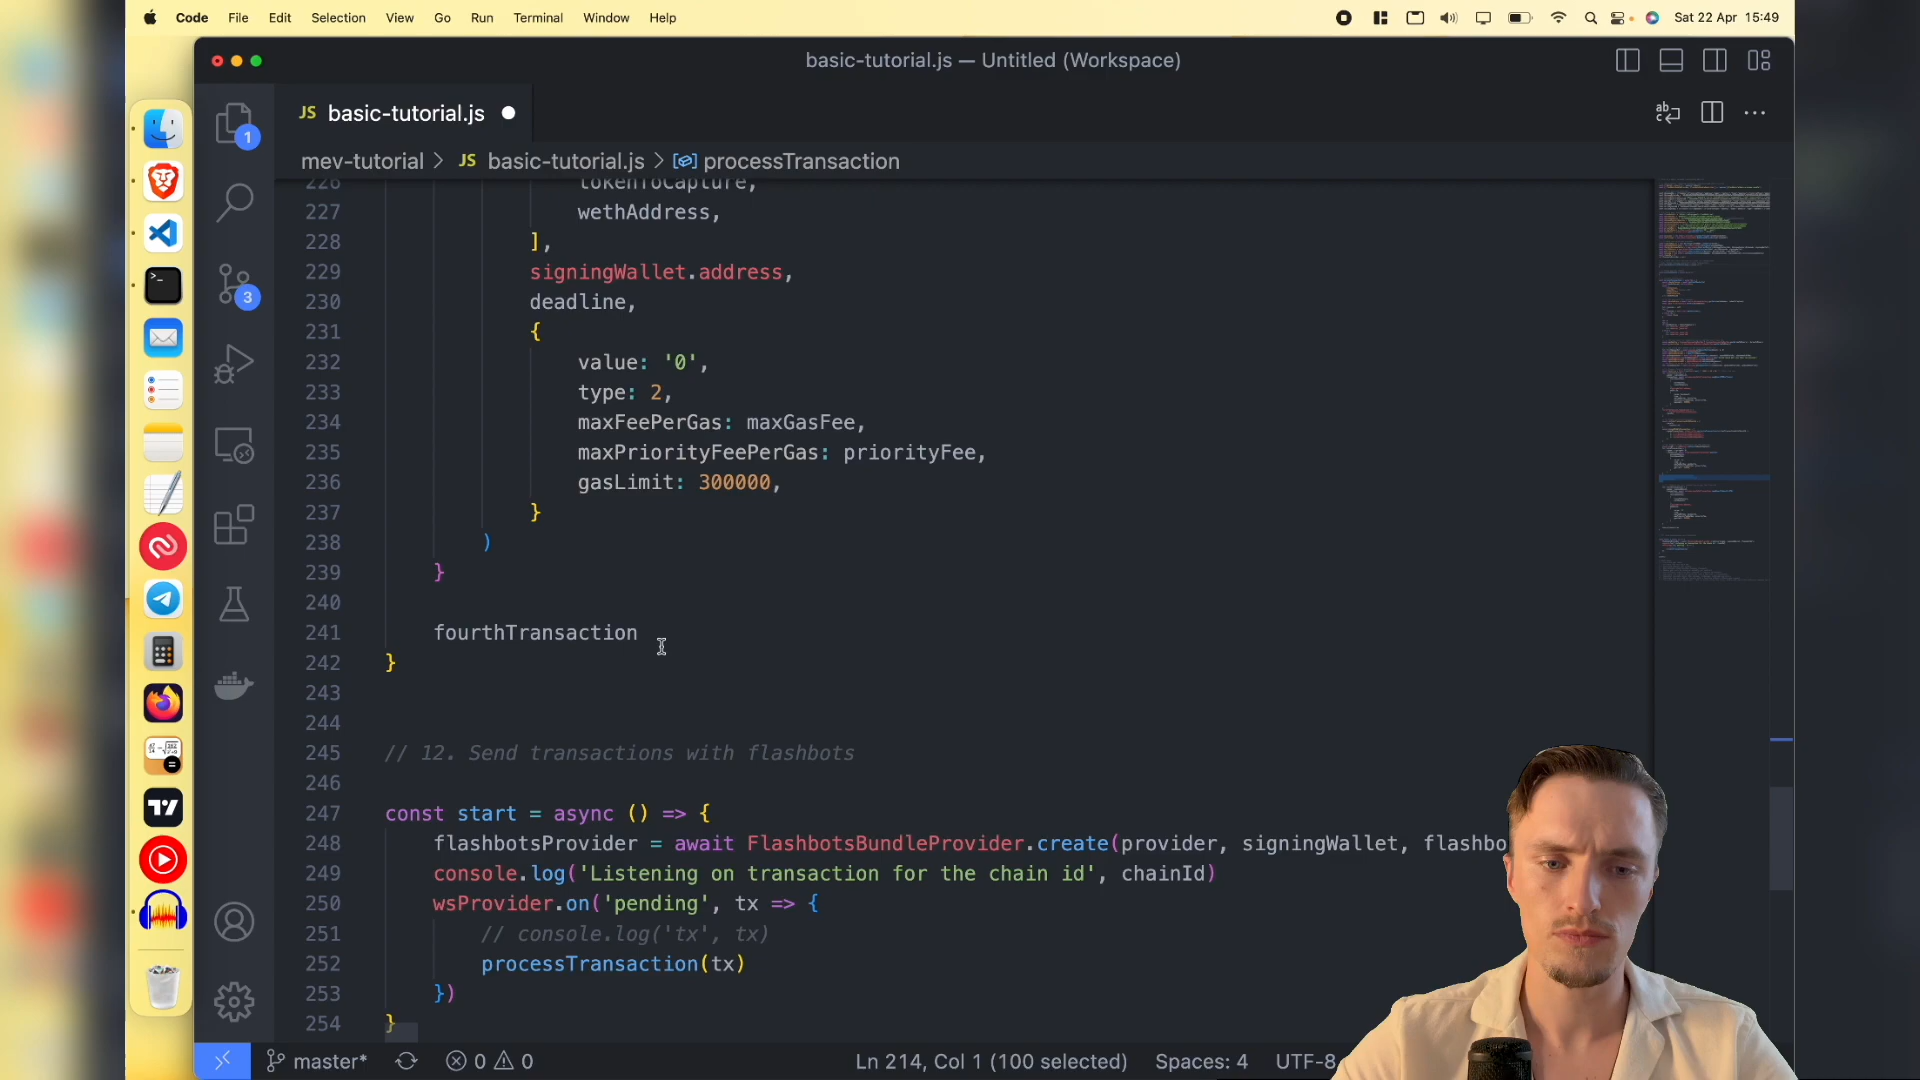 Code File Edit Selection View Go Run Terminal Window Help Sat 22 Apr 15:49
basic-tutorial.js — Untitled (Workspace)
JS basic-tutorial.js
mev-tutorial > JS basic-tutorial.js > processTransaction
226 tokenToCapture,
227 wethAddress,
228 ],
229 signingWallet.address,
230 deadline,
231 {
232 value: '0',
233 type: 2,
234 maxFeePerGas: maxGasFee,
235 maxPriorityFeePerGas: priorityFee,
236 gasLimit: 300000,
237 }
238 )
239 }
240
241 fourthTransaction
242 }
243
244
245 // 12. Send transactions with flashbots
246
247 const start = async () => {
248 flashbotsProvider = await FlashbotsBundleProvider.create(provider, signingWallet, flashbo
249 console.log('Listening on transaction for the chain id', chainId)
250 wsProvider.on('pending', tx => {
251 // console.log('tx', tx)
252 processTransaction(tx)
253 })
254 }
1
3
master* 0 0 Ln 214, Col 1 (100 selected) Spaces: 4 UTF-8